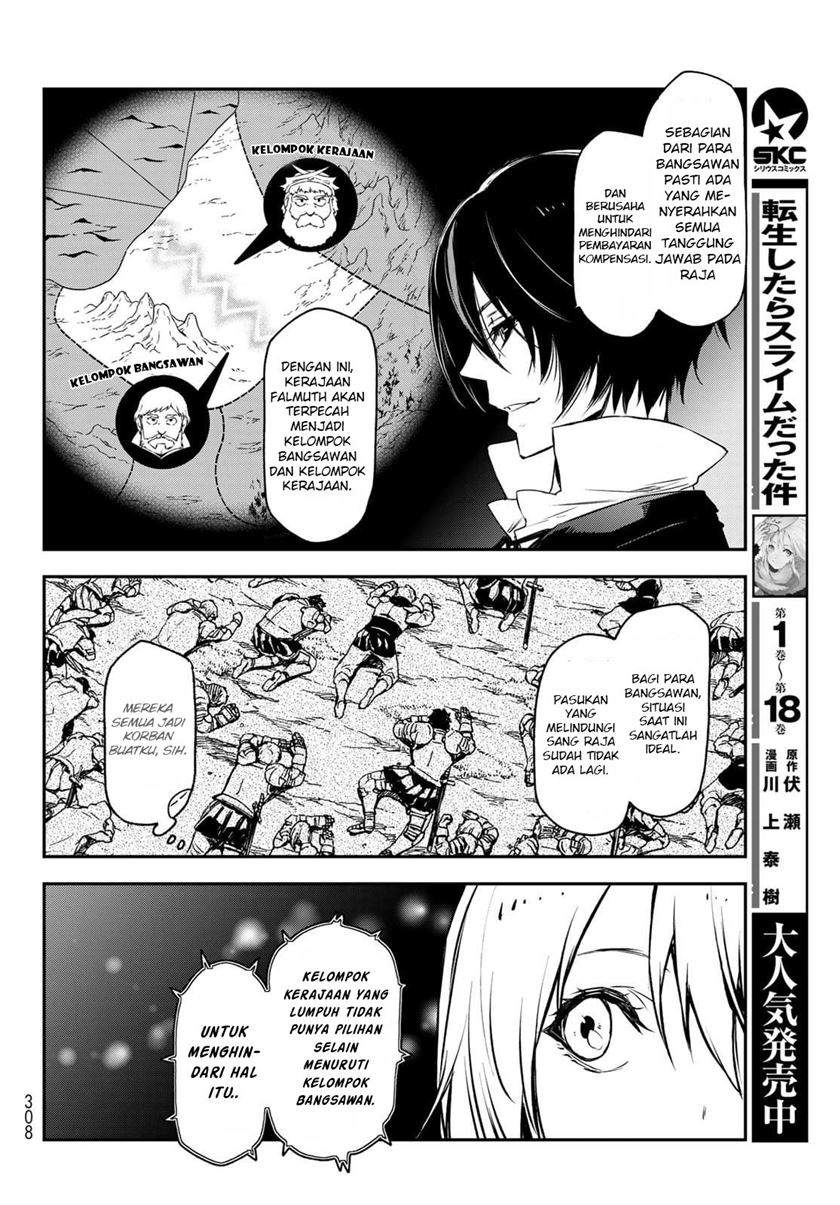 SEBAGIAN
DARI PARA
BANGSAWAN
PASTI ADA
YANG ME-
NYERAHKAN
SEMUA
TANGGUNG
JAWAB PADA
RAJA
DAN
BERUSAHA
UNTUK
MENGHINDARI
PEMBAYARAN
KOMPENSASI.
KELOMPOK KERAJAAN
KELOMPOK BANGSAWAN
DENGAN INI,
KERAJAAN
FALMUTH AKAN
TERPECAH
MENJADI
KELOMPOK
BANGSAWAN
DAN KELOMPOK
KERAJAAN.
BAGI PARA
BANGSAWAN,
SITUASI
SAAT INI
SANGATLAH
IDEAL.
PASUKAN
YANG
MELINDUNGI
SANG RAJA
SUDAH TIDAK
ADA LAGI.
MEREKA
SEMUA JADI
KORBAN
BUATKU, SIH.
KELOMPOK
KERAJAAN YANG
LUMPUH TIDAK
PUNYA PILIHAN
SELAIN
MENURUTI
KELOMPOK
BANGSAWAN.
UNTUK
MENGHIN-
DARI HAL
ITU..
308
SKC
シリウスコミックス
転生したらスライムだった件
第1巻~第18巻
原作 伏瀬
漫画 川上泰樹
大人気発売中